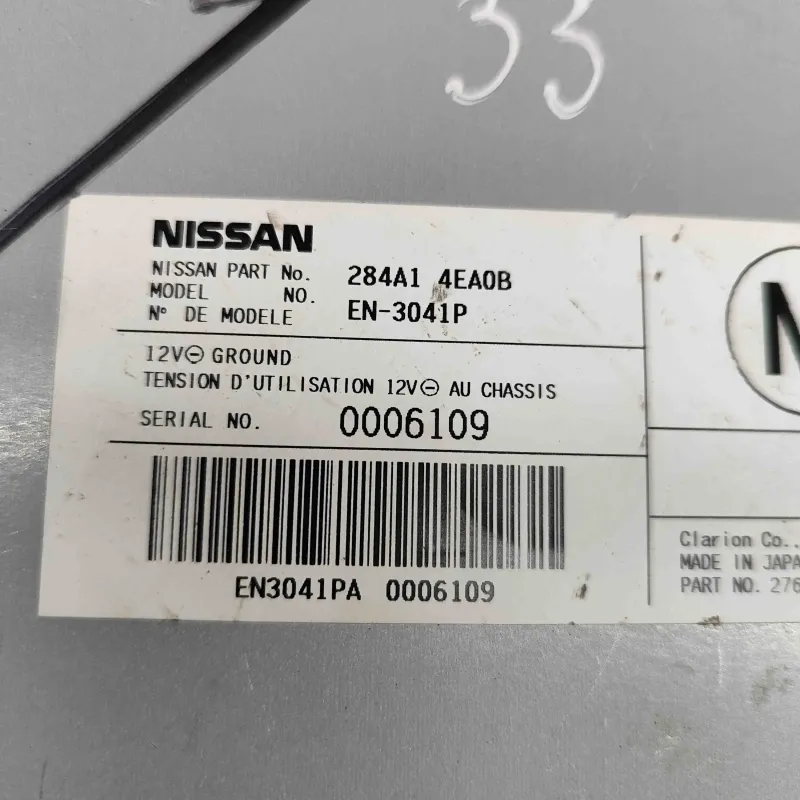 33
NISSAN
NISSAN PART No. 284A1 4EA0B
MODEL NO. EN-3041P
N° DE MODELE
12V⊖ GROUND
TENSION D'UTILISATION 12V⊖ AU CHASSIS
SERIAL NO. 0006109
EN3041PA 0006109
N
Clarion Co.,
MADE IN JAPA
PART NO. 276